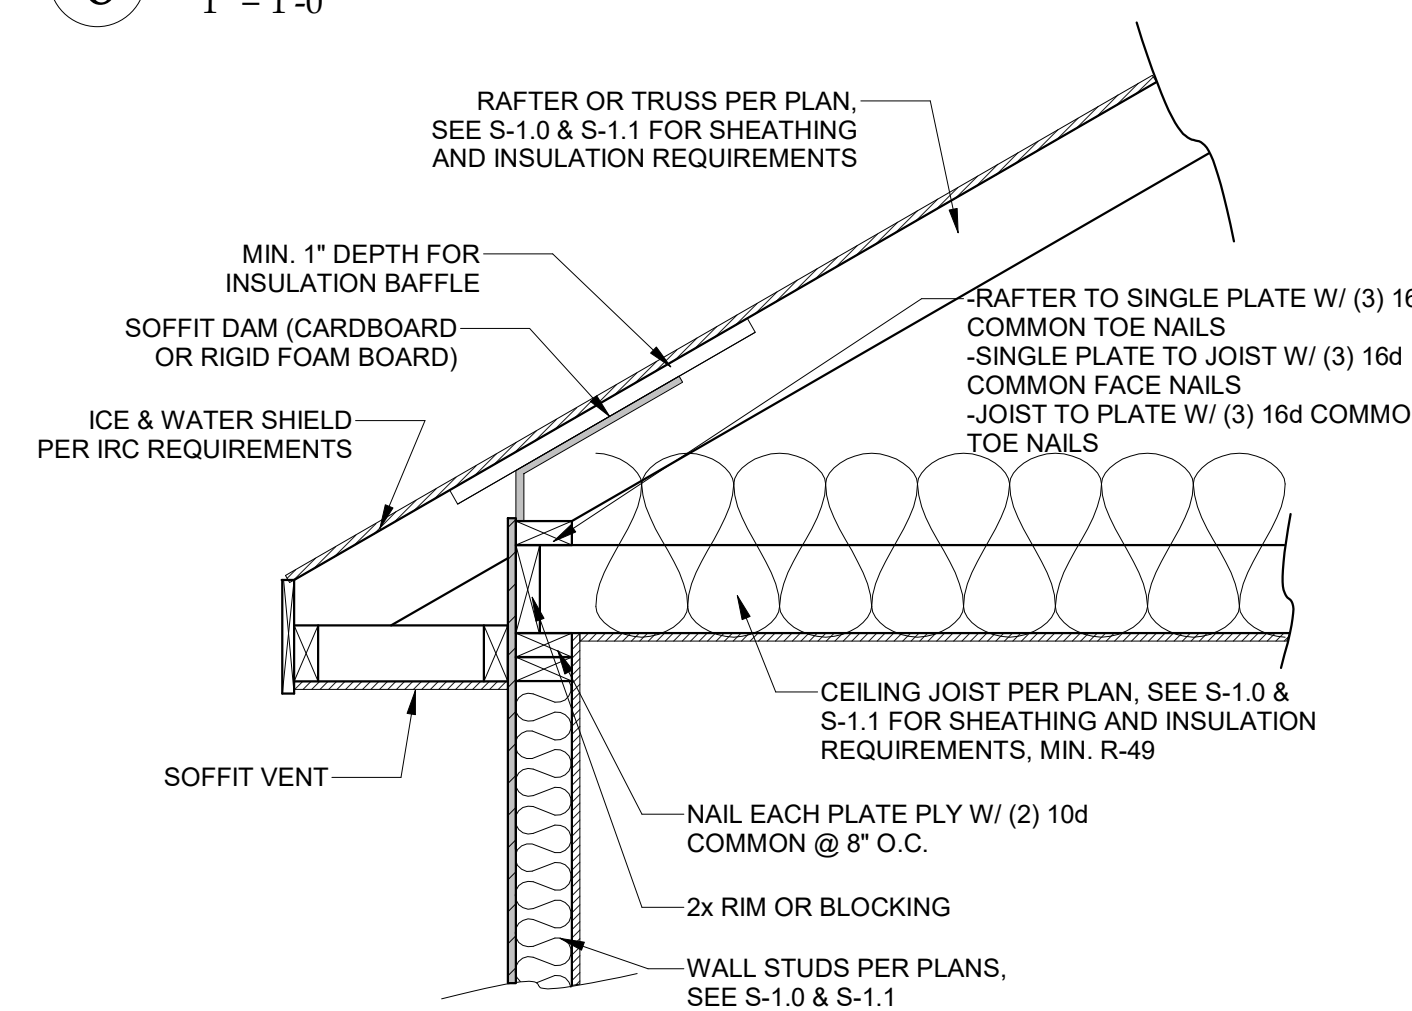 1" = 1'-0"
RAFTER OR TRUSS PER PLAN,
SEE S-1.0 & S-1.1 FOR SHEATHING
AND INSULATION REQUIREMENTS
MIN. 1" DEPTH FOR
INSULATION BAFFLE
SOFFIT DAM (CARDBOARD
OR RIGID FOAM BOARD)
ICE & WATER SHIELD
PER IRC REQUIREMENTS
-RAFTER TO SINGLE PLATE W/ (3) 16
COMMON TOE NAILS
-SINGLE PLATE TO JOIST W/ (3) 16d
COMMON FACE NAILS
-JOIST TO PLATE W/ (3) 16d COMMO
TOE NAILS
CEILING JOIST PER PLAN, SEE S-1.0 &
S-1.1 FOR SHEATHING AND INSULATION
REQUIREMENTS, MIN. R-49
SOFFIT VENT
NAIL EACH PLATE PLY W/ (2) 10d
COMMON @ 8" O.C.
2x RIM OR BLOCKING
WALL STUDS PER PLANS,
SEE S-1.0 & S-1.1